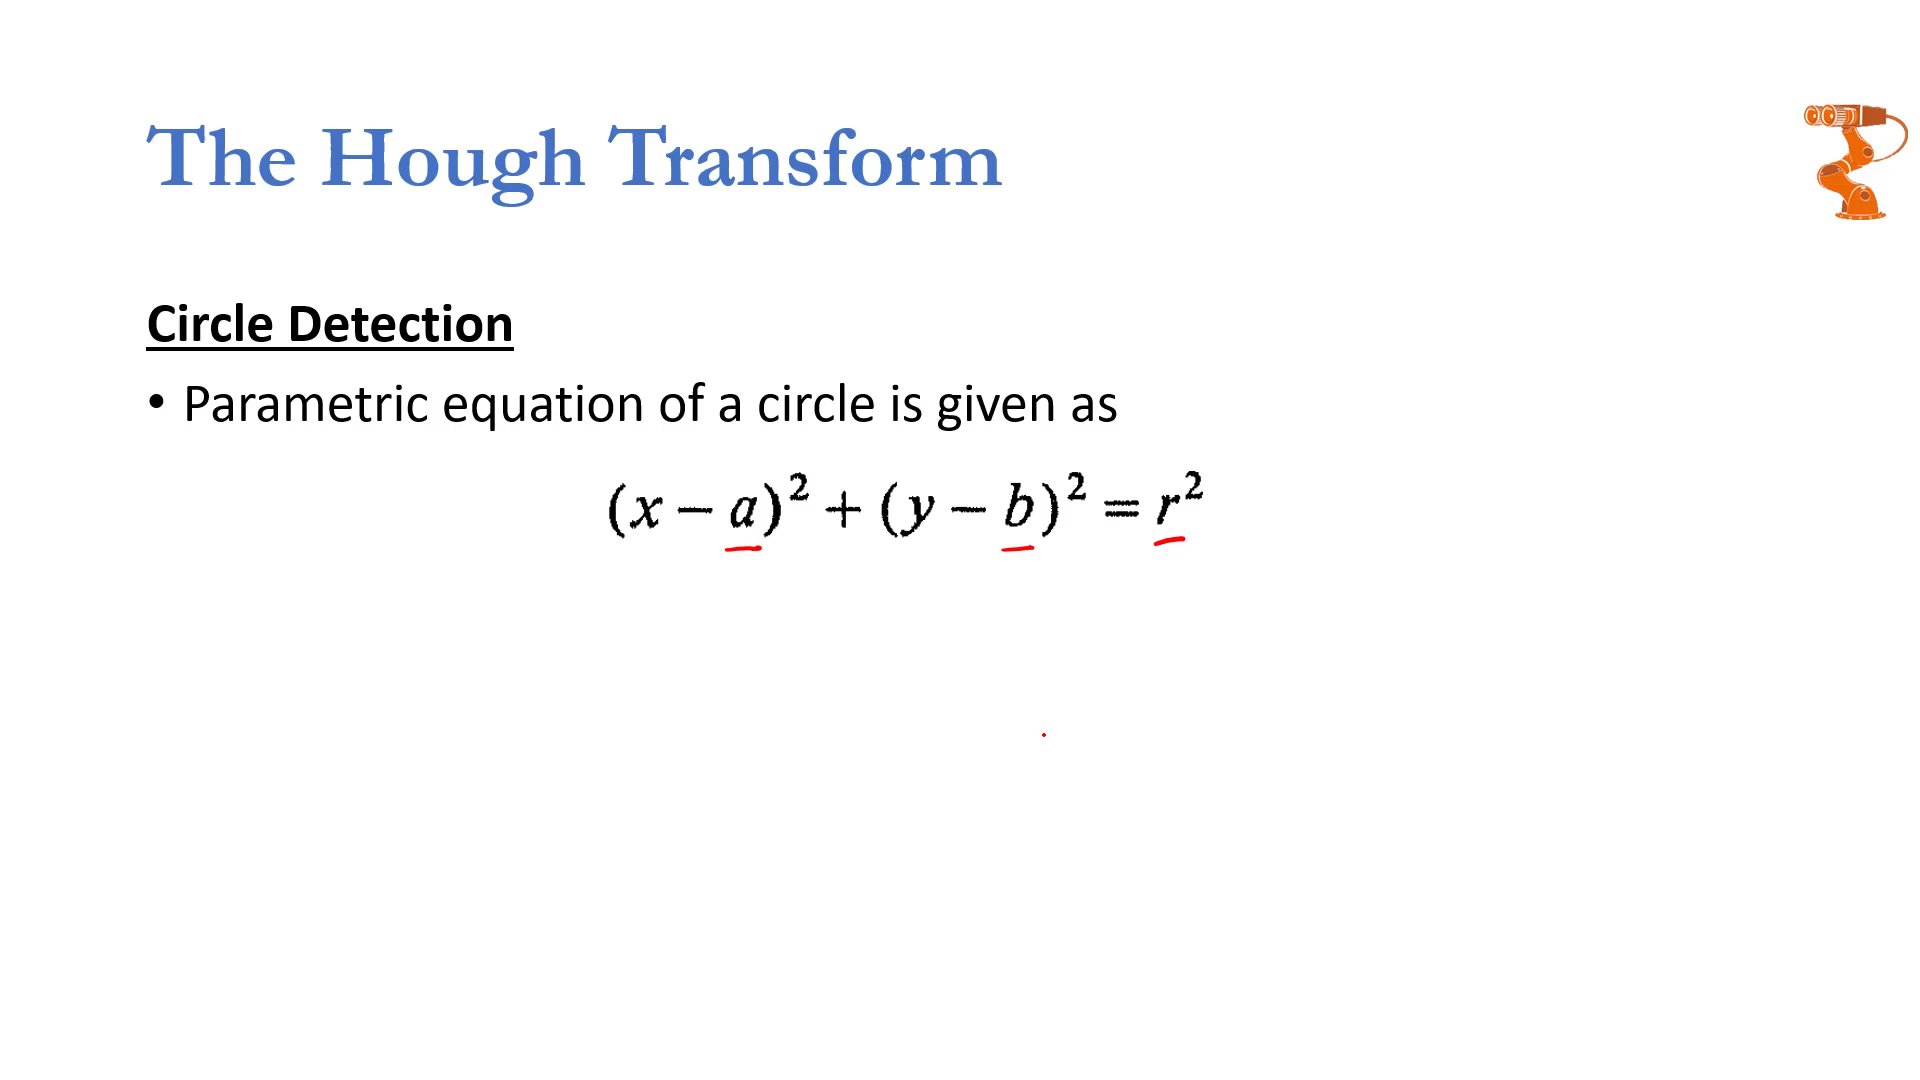 The Hough Transform
Circle Detection
• Parametric equation of a circle is given as
(x − a)² + (y − b)² = r²